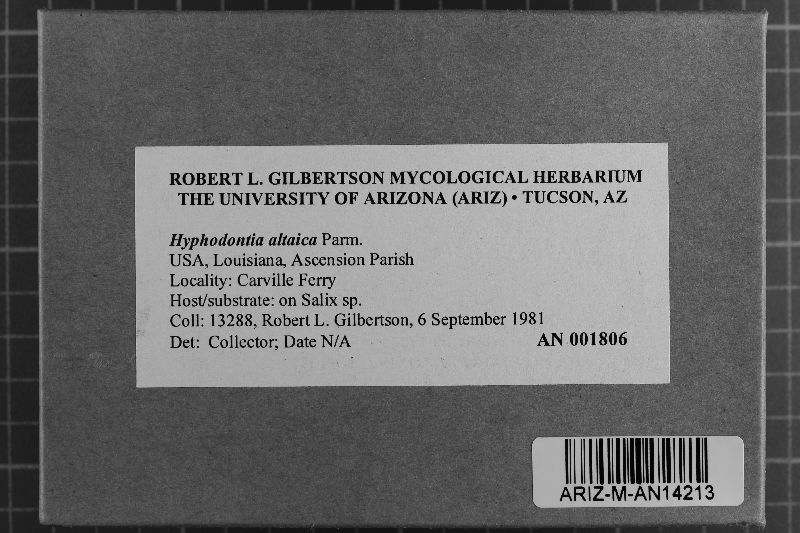 ROBERT L. GILBERTSON MYCOLOGICAL HERBARIUM
THE UNIVERSITY OF ARIZONA (ARIZ) • TUCSON, AZ
Hyphodontia altaica Parm.
USA, Louisiana, Ascension Parish
Locality: Carville Ferry
Host/substrate: on Salix sp.
Coll: 13288, Robert L. Gilbertson, 6 September 1981
Det: Collector; Date N/A AN 001806
ARIZ-M-AN14213